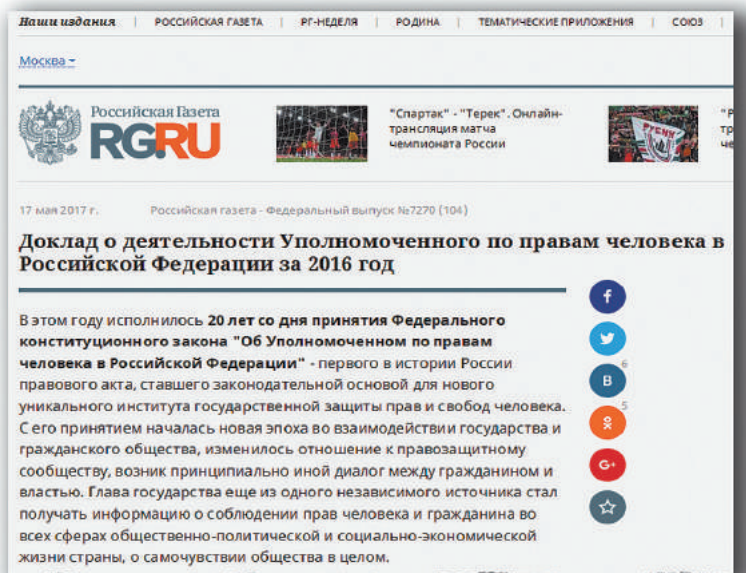 Наши издания | РОССИЙСКАЯ ГАЗЕТА | РГ-НЕДЕЛЯ | РОДИНА | ТЕМАТИЧЕСКИЕ ПРИЛОЖЕНИЯ | СОЮЗ |
Москва
Российская Газета
RG.RU
"Спартак" - "Терек". Онлайн-
трансляция матча
чемпионата России
РУБИН
17 мая 2017 г. Российская газета - Федеральный выпуск №7270 (104)
Доклад о деятельности Уполномоченного по правам человека в
Российской Федерации за 2016 год
В этом году исполнилось 20 лет со дня принятия Федерального
конституционного закона "Об Уполномоченном по правам
человека в Российской Федерации" - первого в истории России
правового акта, ставшего законодательной основой для нового
уникального института государственной защиты прав и свобод человека.
С его принятием началась новая эпоха во взаимодействии государства и
гражданского общества, изменилось отношение к правозащитному
сообществу, возник принципиально иной диалог между гражданином и
властью. Глава государства еще из одного независимого источника стал
получать информацию о соблюдении прав человека и гражданина во
всех сферах общественно-политической и социально-экономической
жизни страны, о самочувствии общества в целом.
f
6
B
5
G+